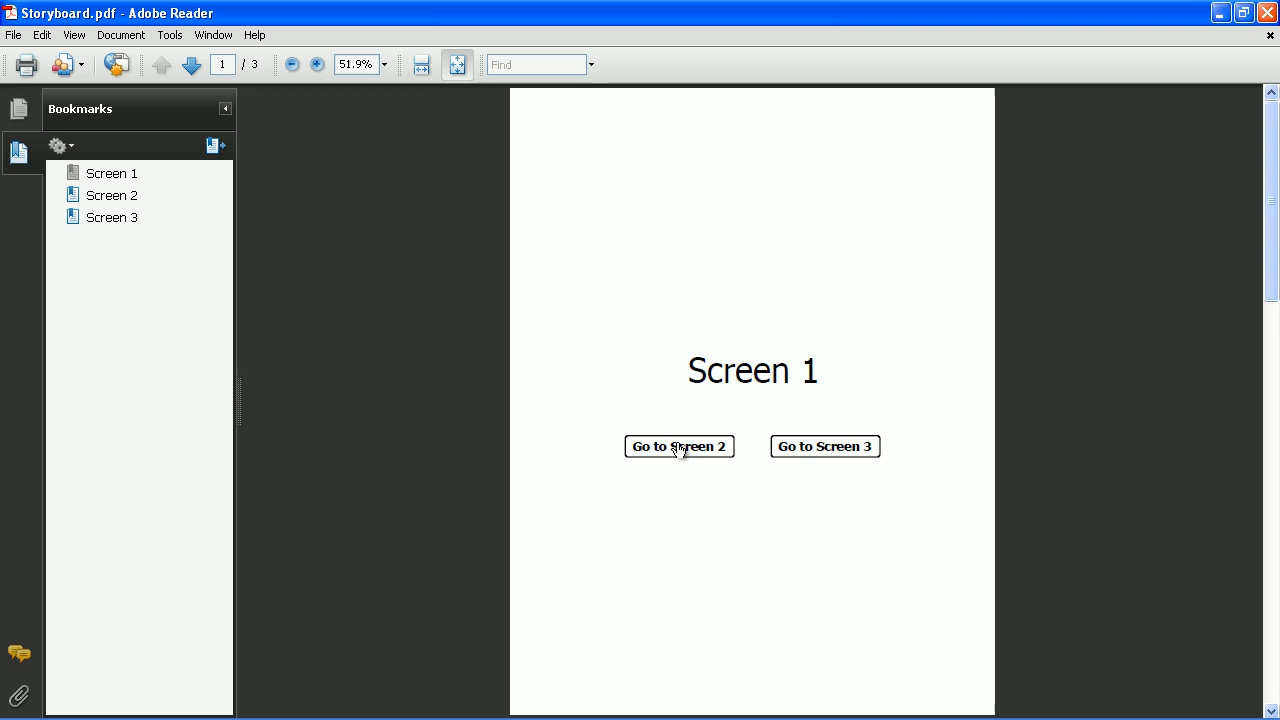 Storyboard.pdf - Adobe Reader
File Edit View Document Tools Window Help
1 / 3 51.9% Find
Bookmarks
Screen 1
Screen 2
Screen 3
Screen 1
Go to Screen 2 Go to Screen 3